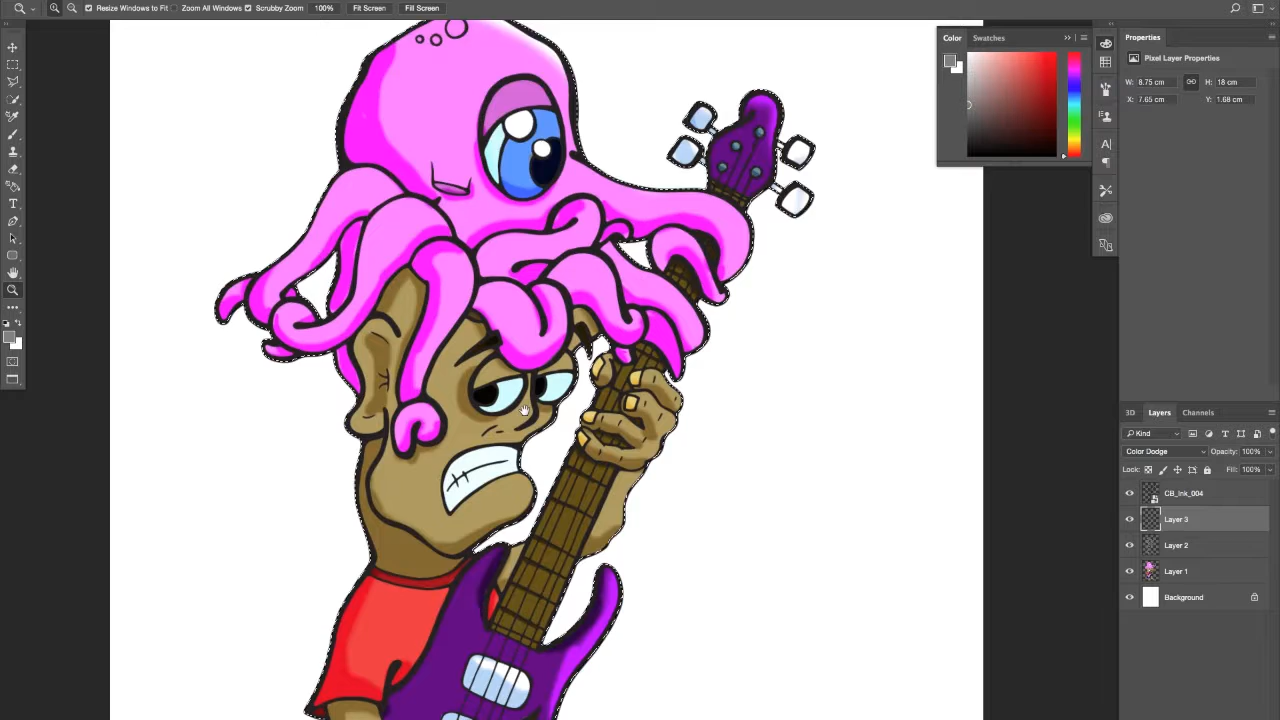 Resize Windows to Fit Zoom All Windows Scrubby Zoom 100% Fit Screen Fill Screen
Color Swatches
Properties
Pixel Layer Properties
W: 8.75 cm H: 18 cm
X: 7.65 cm Y: 1.68 cm
3D Layers Channels
Kind
Color Dodge Opacity: 100%
Lock: Fill: 100%
CB_Ink_004
Layer 3
Layer 2
Layer 1
Background